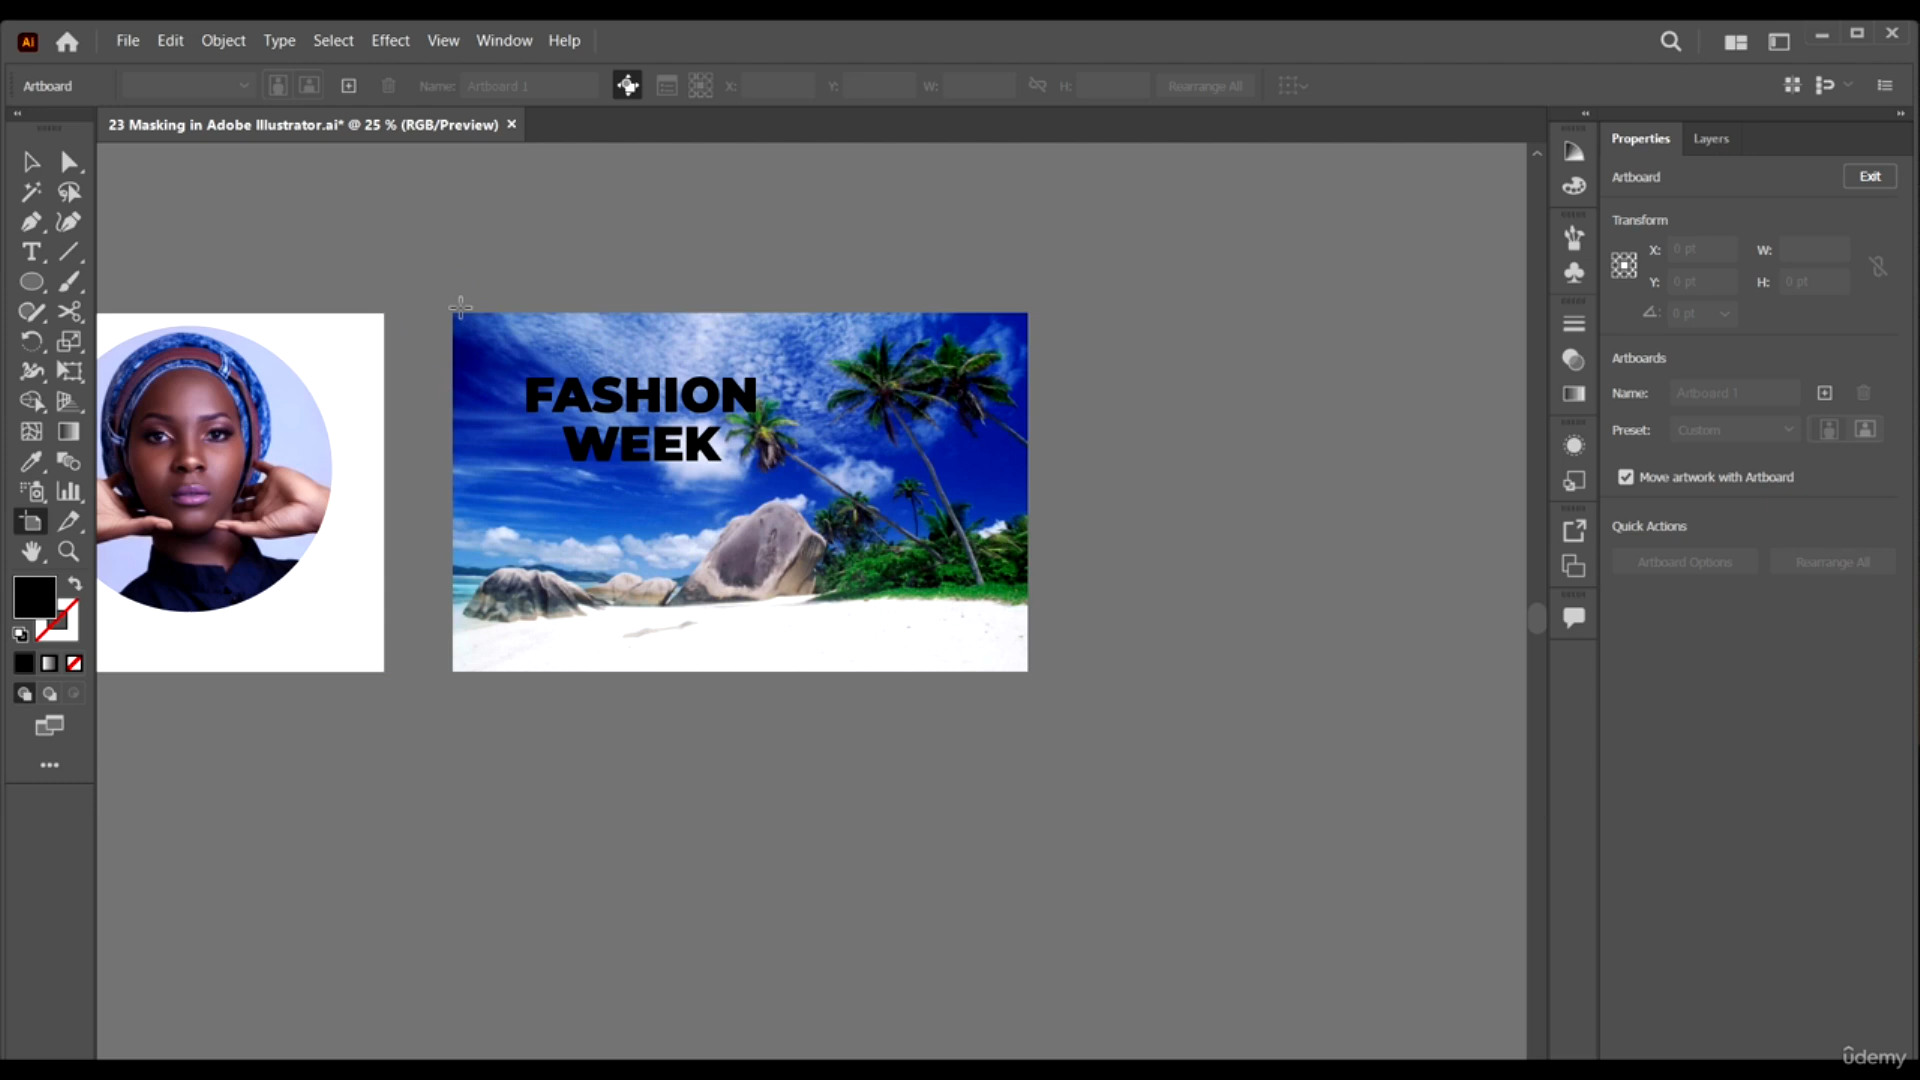 Ai File Edit Object Type Select Effect View Window Help
Artboard Name: Artboard 1 X: Y: W: H: Rearrange All
23 Masking in Adobe Illustrator.ai* @ 25 % (RGB/Preview) ×
Properties Layers
Artboard Exit
Transform
X: 0 pt W:
Y: 0 pt H: 0 pt
0 pt
Artboards
Name: Artboard 1
Preset: Custom
Move artwork with Artboard
Quick Actions
Artboard Options Rearrange All
FASHION
WEEK
udemy